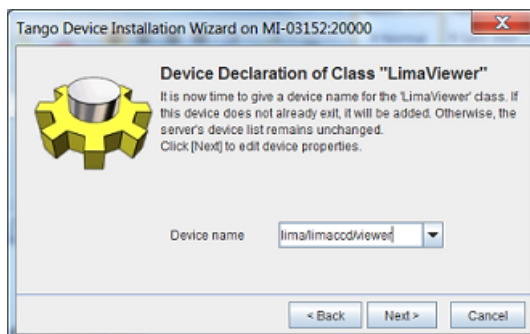 Tango Device Installation Wizard on MI-03152:20000
Device Declaration of Class "LimaViewer"
It is now time to give a device name for the 'LimaViewer' class. If
this device does not already exit, it will be added. Otherwise, the
server's device list remains unchanged.
Click [Next] to edit device properties.
Device name lima/limaccd/viewer
< Back Next > Cancel